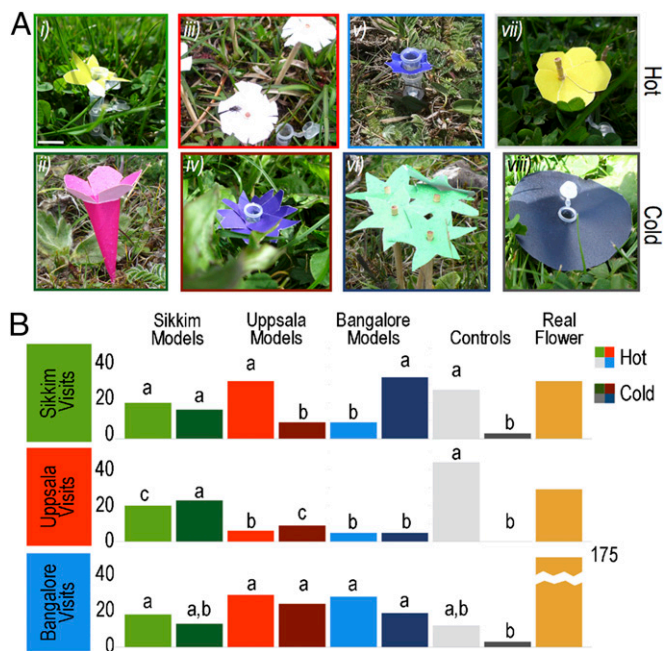 A
i)
iii)
v)
vii)
Hot
ii)
iv)
vi)
viii)
Cold
B
Sikkim Models
Uppsala Models
Bangalore Models
Controls
Real Flower
Hot
Cold
Sikkim Visits
40
20
0
a a a b b a a b
Uppsala Visits
40
20
0
c a b c b b a b
Bangalore Visits
40
20
0
a a,b a a a a a,b b
175